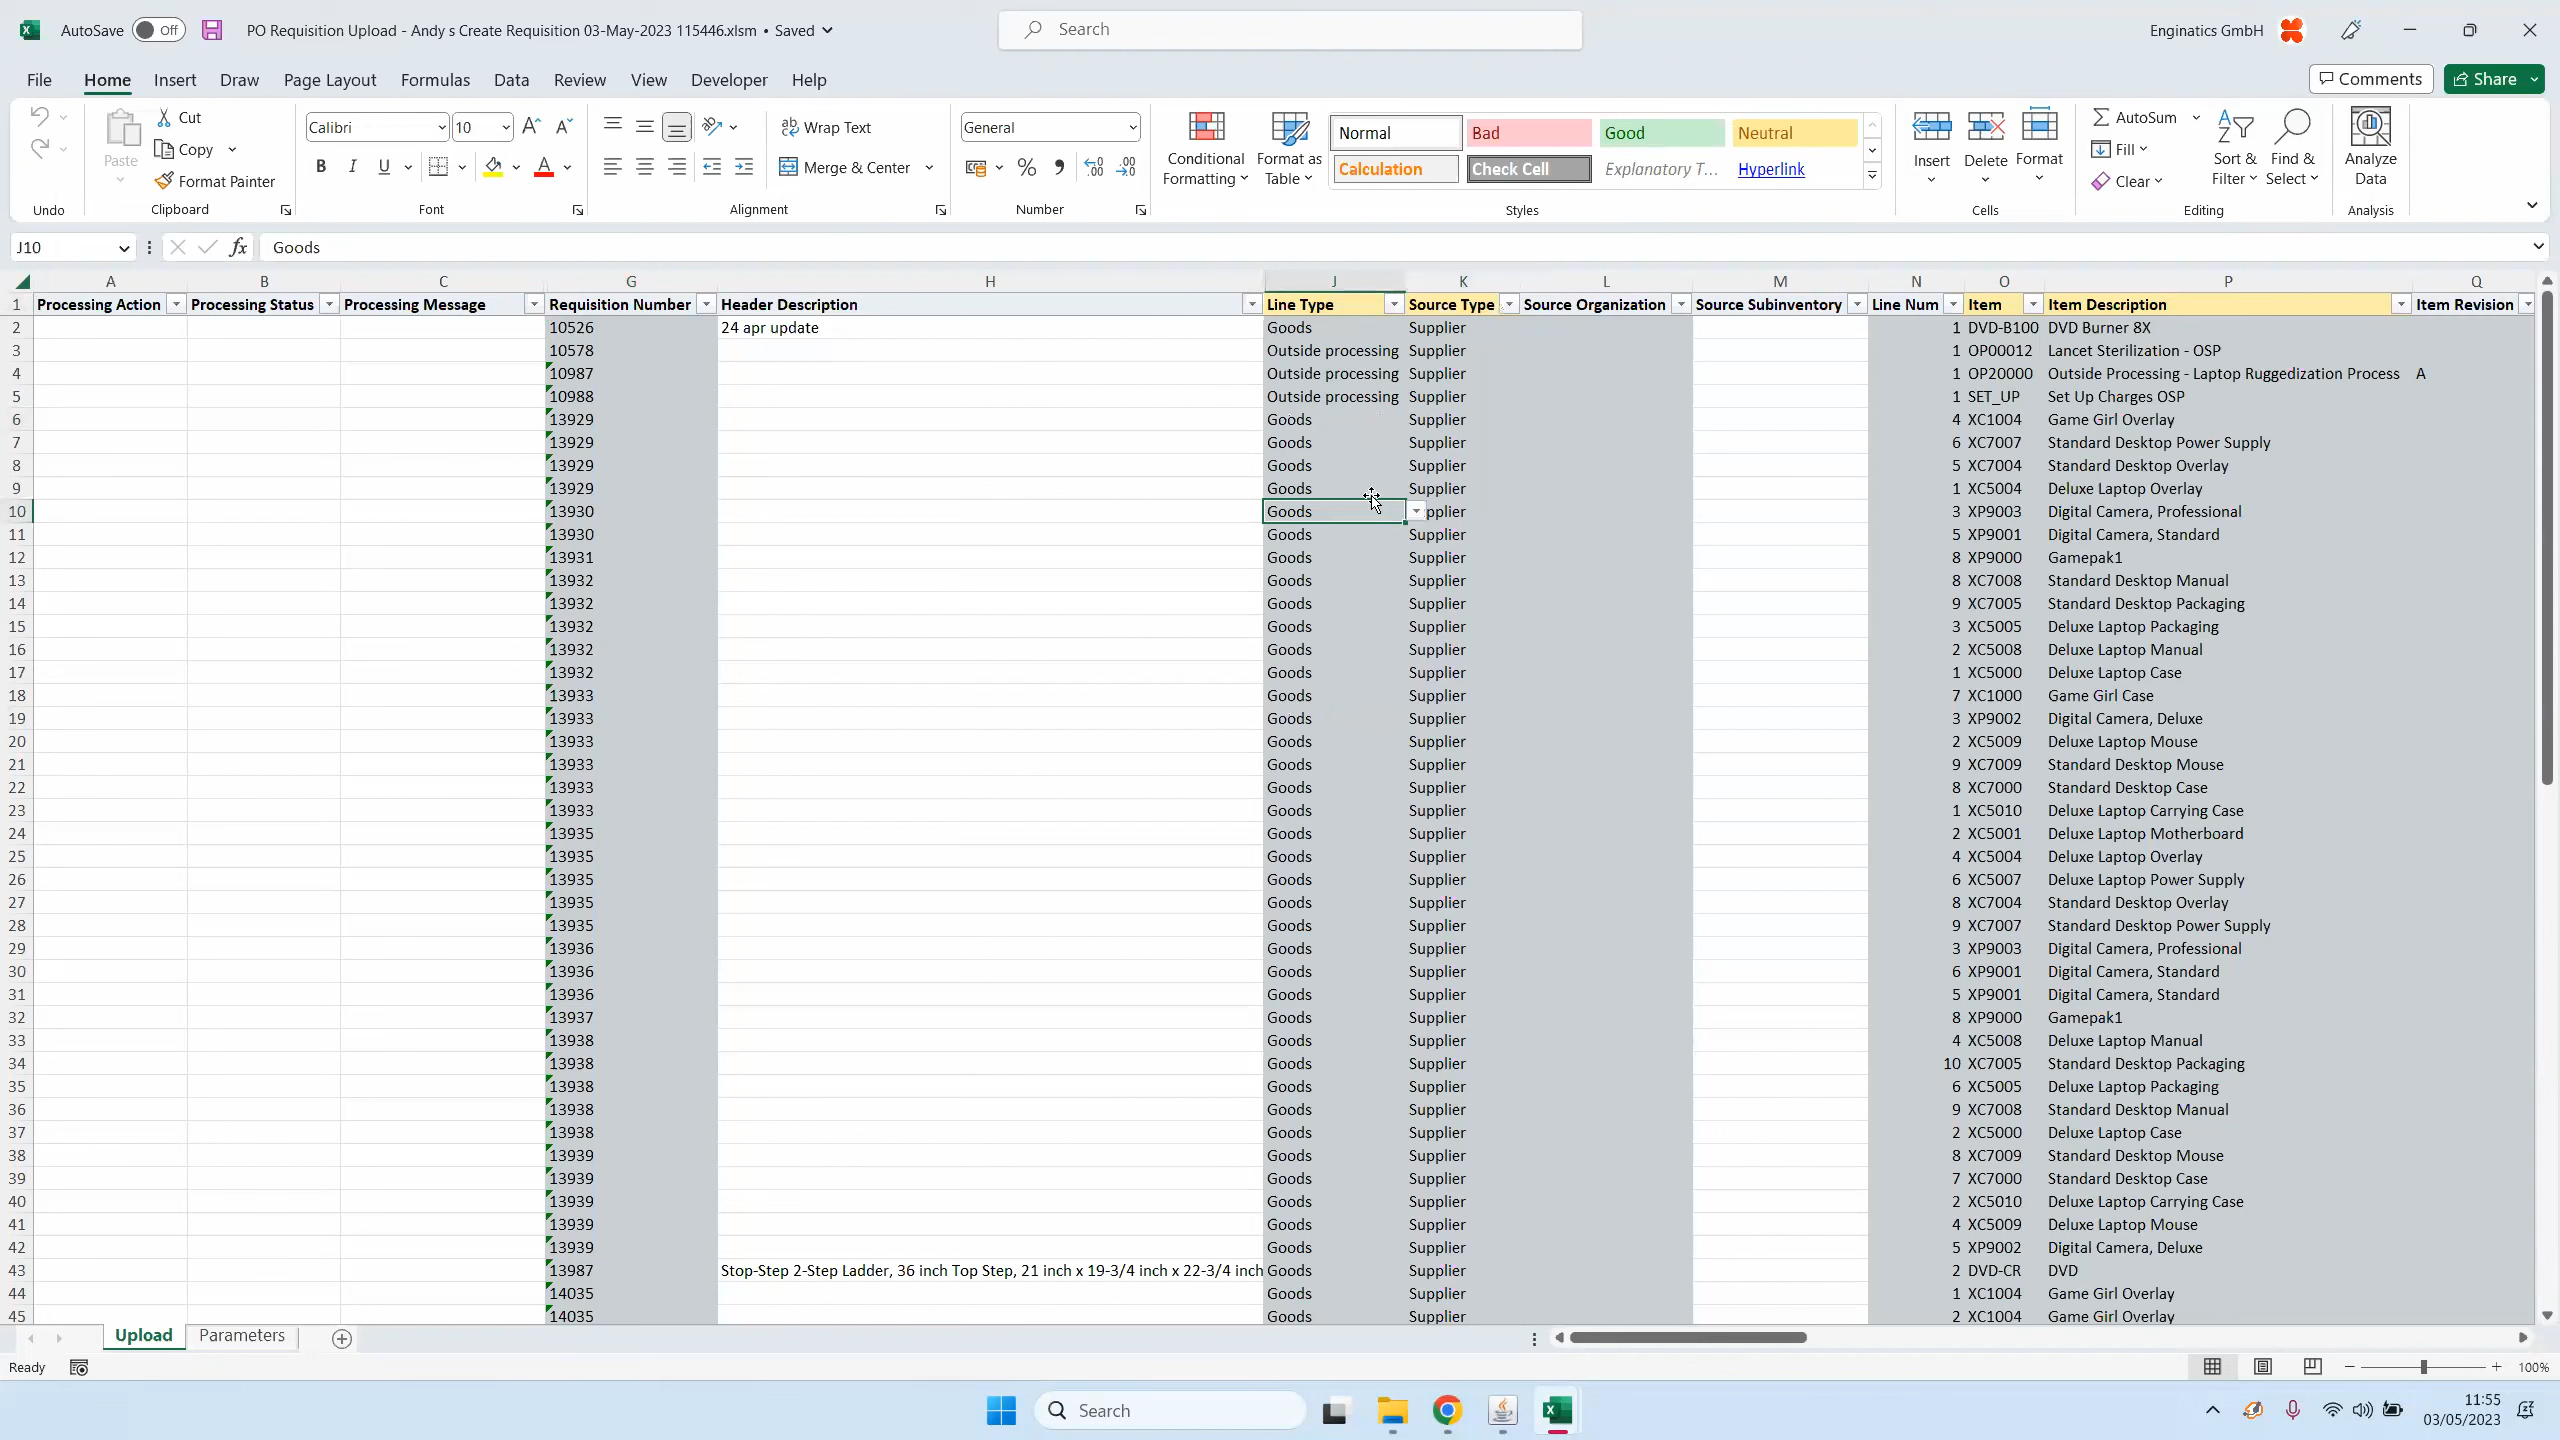 AutoSave Off PO Requisition Upload - Andy s Create Requisition 03-May-2023 115446.xlsm • Saved Search Enginatics GmbH
File Home Insert Draw Page Layout Formulas Data Review View Developer Help Comments Share
Paste Cut Copy Format Painter Calibri 10 B I U Wrap Text Merge & Center General % Conditional Formatting Format as Table Normal Bad Good Neutral Calculation Check Cell Explanatory T... Hyperlink Insert Delete Format AutoSum Fill Clear Sort & Filter Find & Select Analyze Data
Undo Clipboard Font Alignment Number Styles Cells Editing Analysis
J10 fx Goods
A B C G H J K L M N O P Q
1 Processing Action Processing Status Processing Message Requisition Number Header Description Line Type Source Type Source Organization Source Subinventory Line Num Item Item Description Item Revision
2 10526 24 apr update Goods Supplier 1 DVD-B100 DVD Burner 8X
3 10578 Outside processing Supplier 1 OP00012 Lancet Sterilization - OSP
4 10987 Outside processing Supplier 1 OP20000 Outside Processing - Laptop Ruggedization Process A
5 10988 Outside processing Supplier 1 SET_UP Set Up Charges OSP
6 13929 Goods Supplier 4 XC1004 Game Girl Overlay
7 13929 Goods Supplier 6 XC7007 Standard Desktop Power Supply
8 13929 Goods Supplier 5 XC7004 Standard Desktop Overlay
9 13929 Goods Supplier 1 XC5004 Deluxe Laptop Overlay
10 13930 Goods pplier 3 XP9003 Digital Camera, Professional
11 13930 Goods Supplier 5 XP9001 Digital Camera, Standard
12 13931 Goods Supplier 8 XP9000 Gamepak1
13 13932 Goods Supplier 8 XC7008 Standard Desktop Manual
14 13932 Goods Supplier 9 XC7005 Standard Desktop Packaging
15 13932 Goods Supplier 3 XC5005 Deluxe Laptop Packaging
16 13932 Goods Supplier 2 XC5008 Deluxe Laptop Manual
17 13932 Goods Supplier 1 XC5000 Deluxe Laptop Case
18 13933 Goods Supplier 7 XC1000 Game Girl Case
19 13933 Goods Supplier 3 XP9002 Digital Camera, Deluxe
20 13933 Goods Supplier 2 XC5009 Deluxe Laptop Mouse
21 13933 Goods Supplier 9 XC7009 Standard Desktop Mouse
22 13933 Goods Supplier 8 XC7000 Standard Desktop Case
23 13933 Goods Supplier 1 XC5010 Deluxe Laptop Carrying Case
24 13935 Goods Supplier 2 XC5001 Deluxe Laptop Motherboard
25 13935 Goods Supplier 4 XC5004 Deluxe Laptop Overlay
26 13935 Goods Supplier 6 XC5007 Deluxe Laptop Power Supply
27 13935 Goods Supplier 8 XC7004 Standard Desktop Overlay
28 13935 Goods Supplier 9 XC7007 Standard Desktop Power Supply
29 13936 Goods Supplier 3 XP9003 Digital Camera, Professional
30 13936 Goods Supplier 6 XP9001 Digital Camera, Standard
31 13936 Goods Supplier 5 XP9001 Digital Camera, Standard
32 13937 Goods Supplier 8 XP9000 Gamepak1
33 13938 Goods Supplier 4 XC5008 Deluxe Laptop Manual
34 13938 Goods Supplier 10 XC7005 Standard Desktop Packaging
35 13938 Goods Supplier 6 XC5005 Deluxe Laptop Packaging
36 13938 Goods Supplier 9 XC7008 Standard Desktop Manual
37 13938 Goods Supplier 2 XC5000 Deluxe Laptop Case
38 13939 Goods Supplier 8 XC7009 Standard Desktop Mouse
39 13939 Goods Supplier 7 XC7000 Standard Desktop Case
40 13939 Goods Supplier 2 XC5010 Deluxe Laptop Carrying Case
41 13939 Goods Supplier 4 XC5009 Deluxe Laptop Mouse
42 13939 Goods Supplier 5 XP9002 Digital Camera, Deluxe
43 13987 Stop-Step 2-Step Ladder, 36 inch Top Step, 21 inch x 19-3/4 inch x 22-3/4 inch Goods Supplier 2 DVD-CR DVD
44 14035 Goods Supplier 1 XC1004 Game Girl Overlay
45 14035 Goods Supplier 2 XC1004 Game Girl Overlay
Upload Parameters
Ready 100%
Search 11:55
03/05/2023